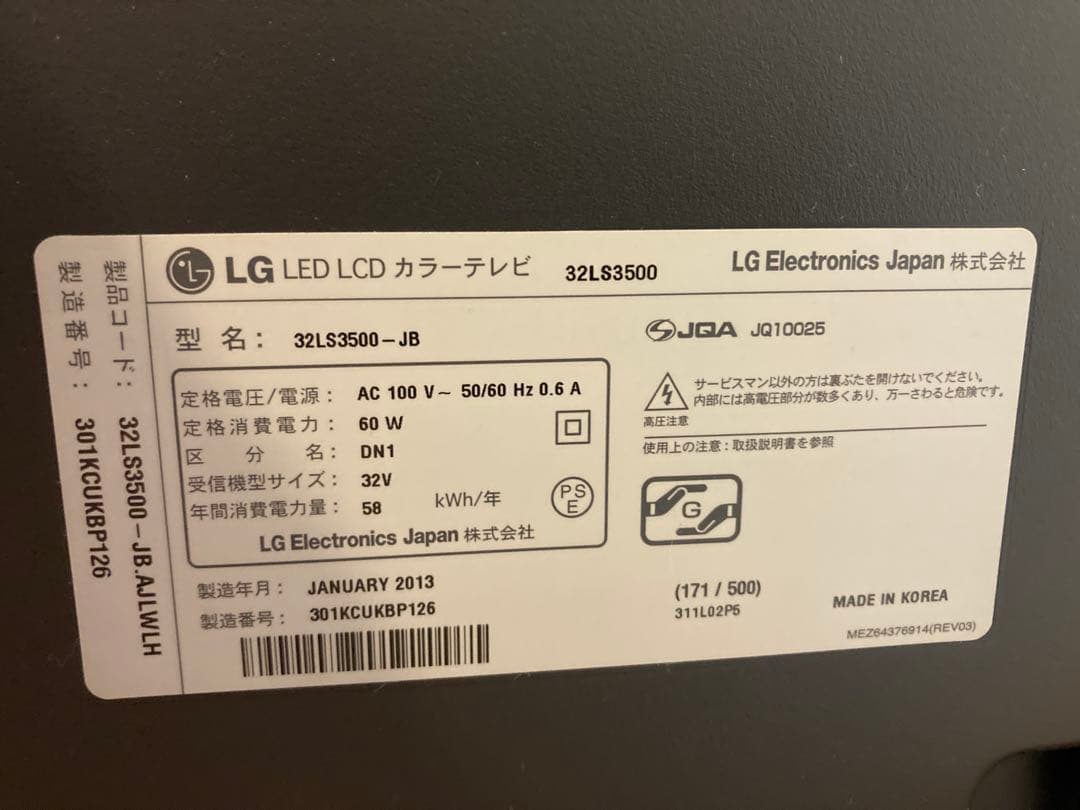 製品コード: 32LS3500-JB.AJLWLH
製造番号: 301KCUKBP126
LG LED LCD カラーテレビ 32LS3500 LG Electronics Japan 株式会社
型 名: 32LS3500-JB
定格電圧/電源: AC 100 V~ 50/60 Hz 0.6 A
定格消費電力: 60 W
区 分 名: DN1
受信機型サイズ: 32V
年間消費電力量: 58 kWh/年
PS
E
LG Electronics Japan 株式会社
製造年月: JANUARY 2013
製造番号: 301KCUKBP126
JQA JQ10025
サービスマン以外の方は裏ぶたを開けないでください。
内部には高電圧部分が数多くあり、万一さわると危険です。
高圧注意
使用上の注意:取扱説明書を参照
G
(171 / 500)
311L02P5
MADE IN KOREA
MEZ64376914(REV03)